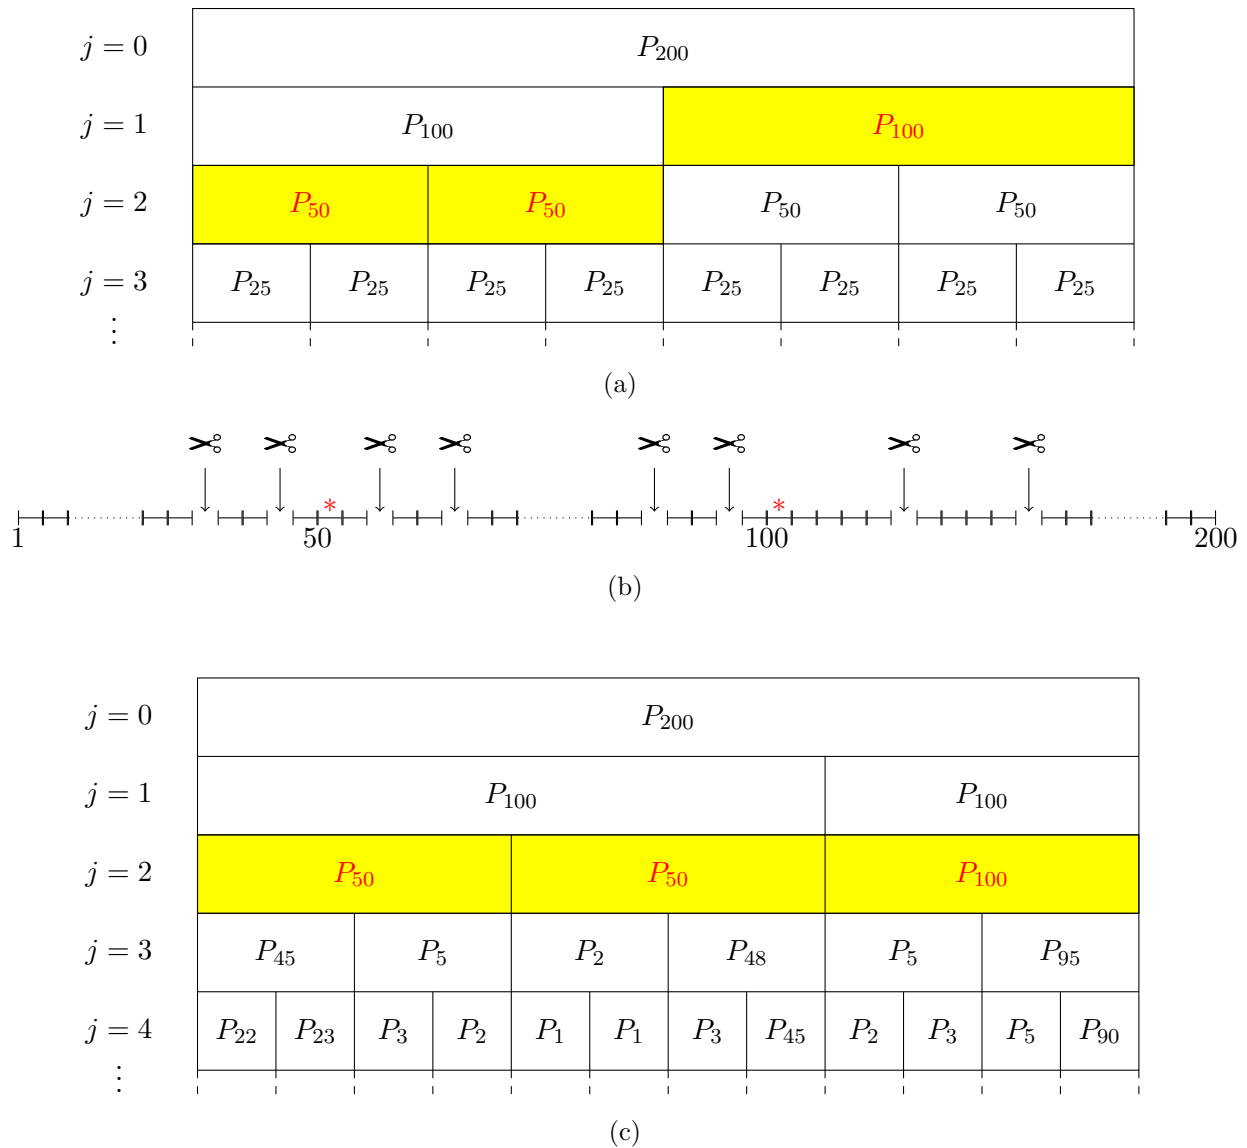 j = 0 P₂₀₀
j = 1 P₁₀₀ P₁₀₀
j = 2 P₅₀ P₅₀ P₅₀ P₅₀
j = 3 P₂₅ P₂₅ P₂₅ P₂₅ P₂₅ P₂₅ P₂₅ P₂₅
⋮
(a)
✂ ✂ ✂ ✂ ✂ ✂ ✂ ✂
* *
1 50 100 200
(b)
j = 0 P₂₀₀
j = 1 P₁₀₀ P₁₀₀
j = 2 P₅₀ P₅₀ P₁₀₀
j = 3 P₄₅ P₅ P₂ P₄₈ P₅ P₉₅
j = 4 P₂₂ P₂₃ P₃ P₂ P₁ P₁ P₃ P₄₅ P₂ P₃ P₅ P₉₀
⋮
(c)